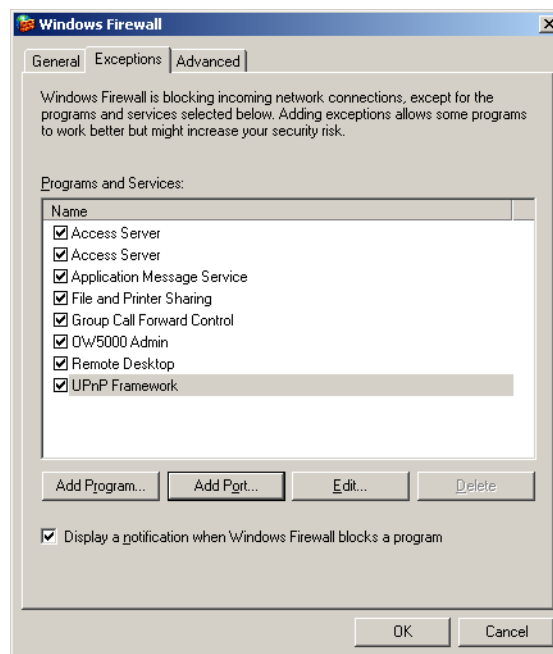 Windows Firewall
General
Exceptions
Advanced
Windows Firewall is blocking incoming network connections, except for the
programs and services selected below. Adding exceptions allows some programs
to work better but might increase your security risk.
Programs and Services:
Name
Access Server
Access Server
Application Message Service
File and Printer Sharing
Group Call Forward Control
OW5000 Admin
Remote Desktop
UPnP Framework
Add Program...
Add Port...
Edit...
Delete
Display a notification when Windows Firewall blocks a program
OK
Cancel